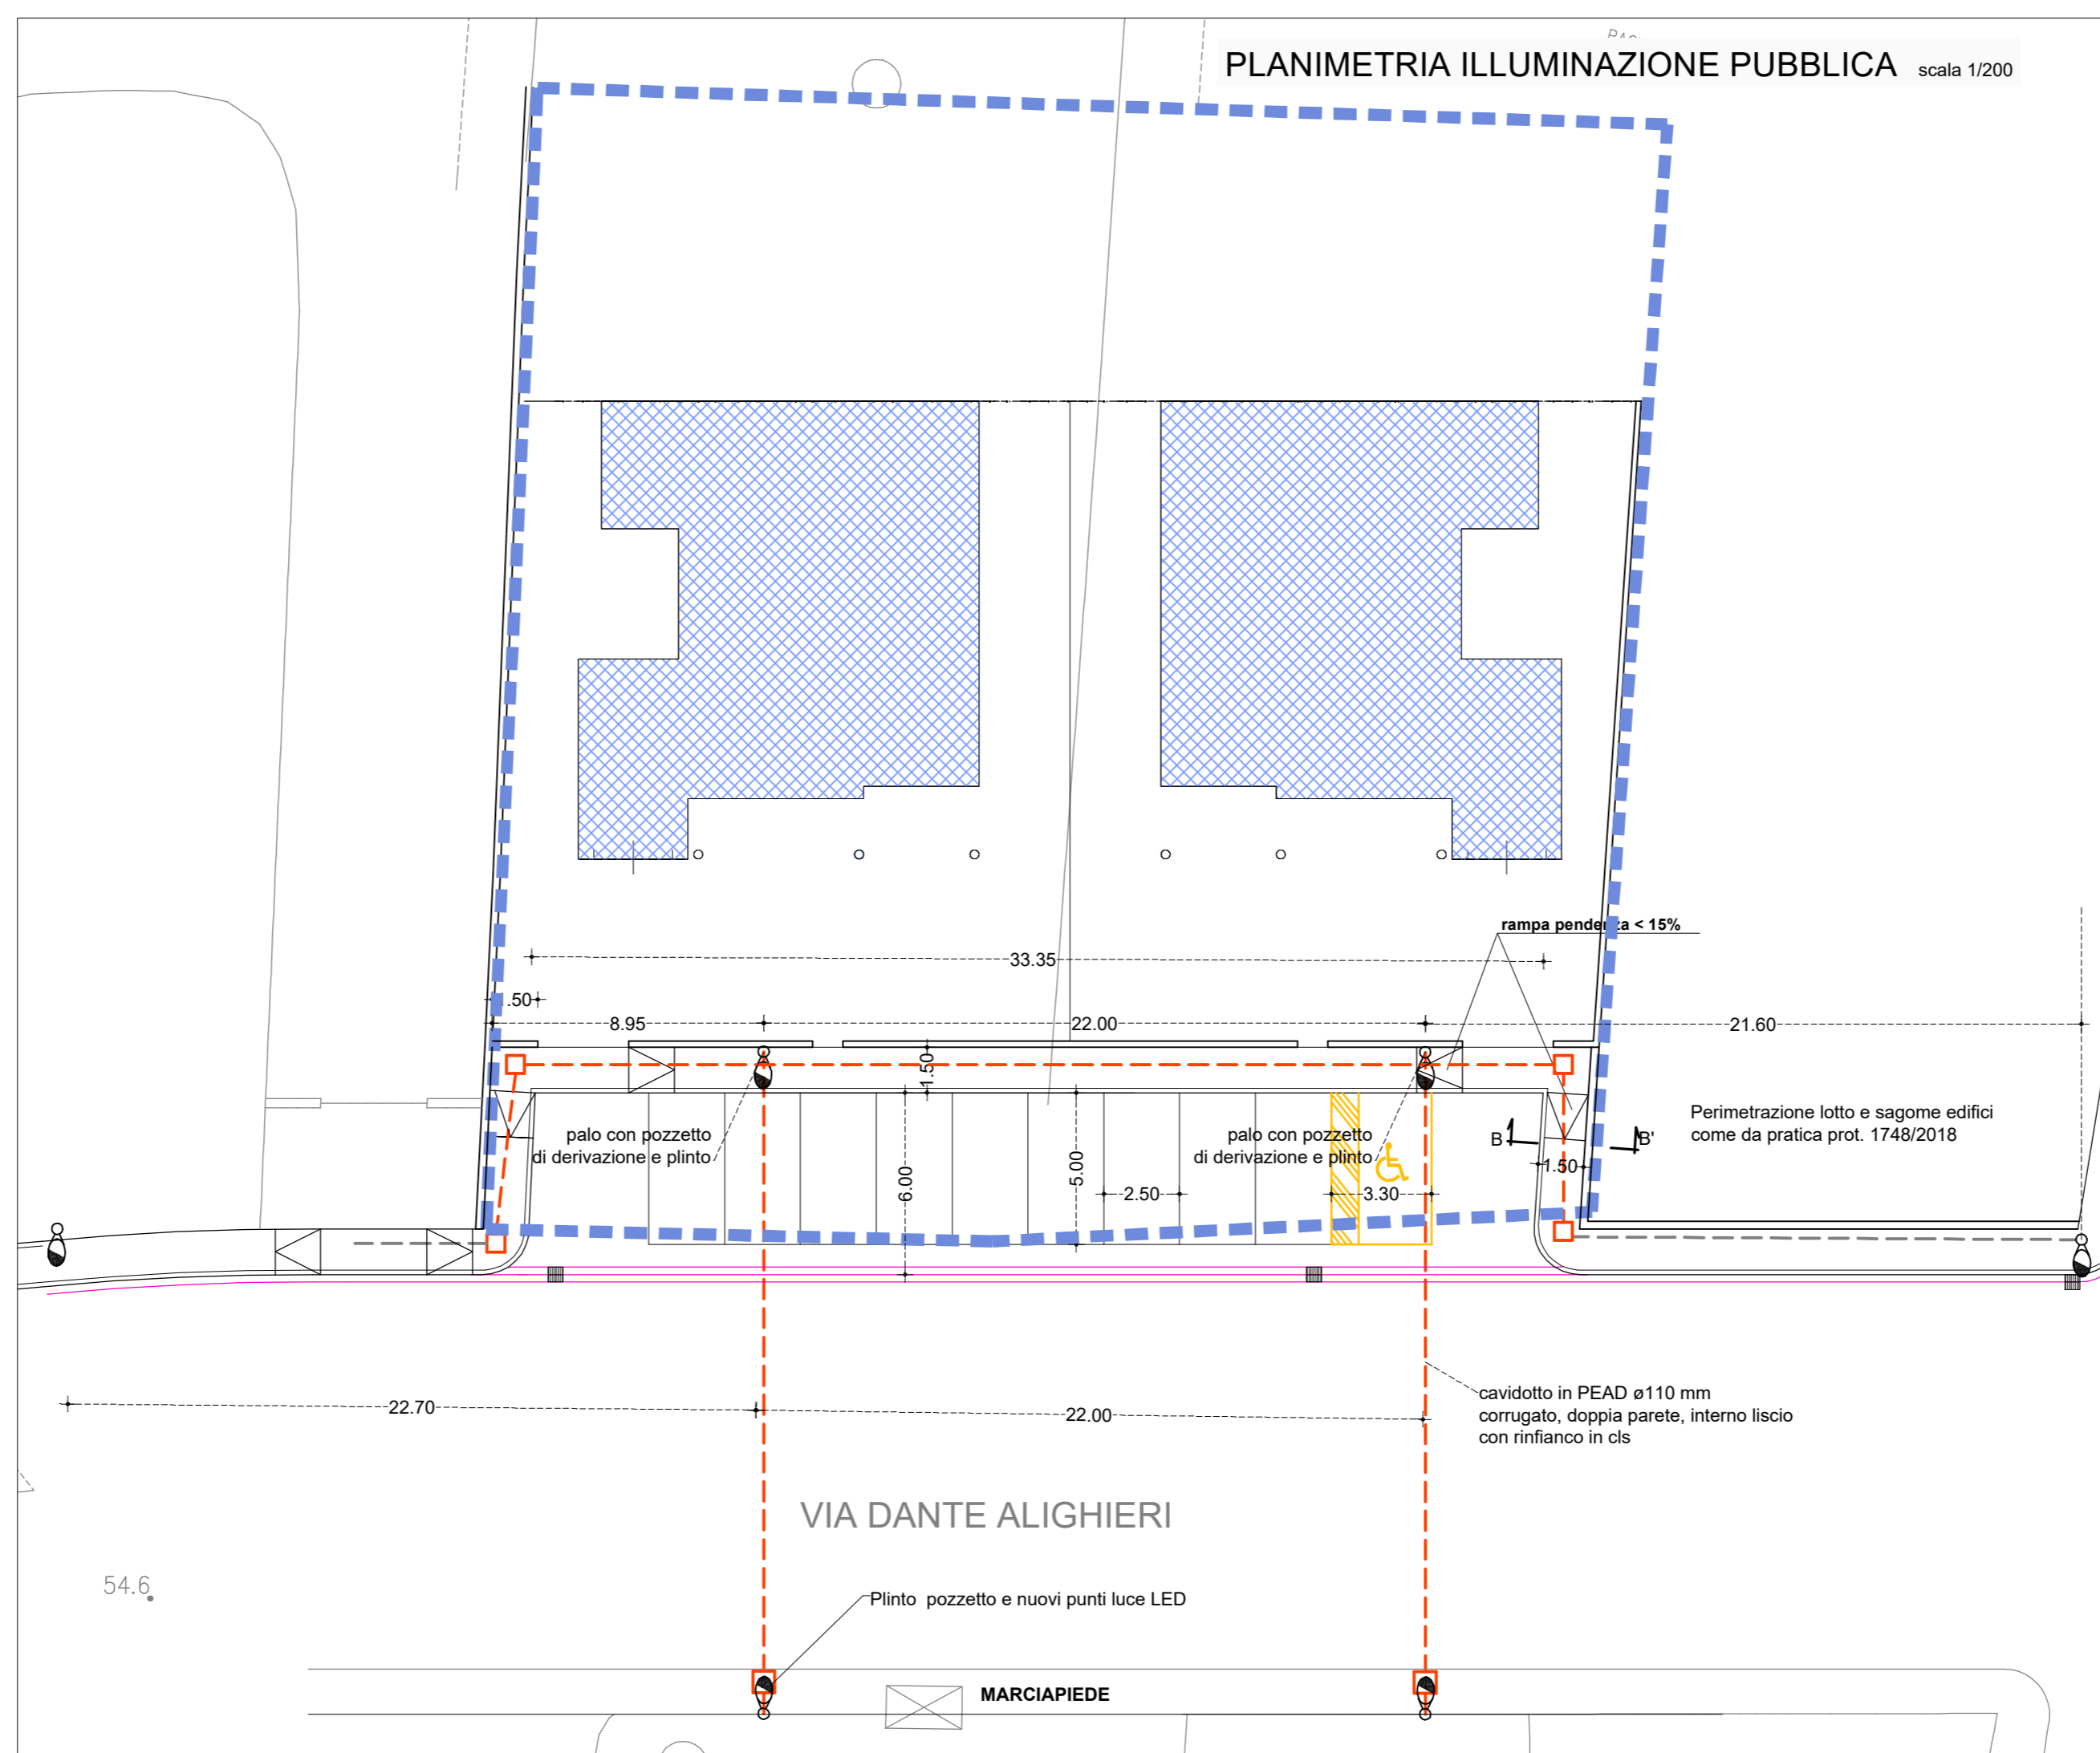 PLANIMETRIA ILLUMINAZIONE PUBBLICA scala 1/200
rampa pendenza < 15%
33.35
.50
8.95
22.00
21.60
1.50
Perimetrazione lotto e sagome edifici
come da pratica prot. 1748/2018
palo con pozzetto
di derivazione e plinto
palo con pozzetto
di derivazione e plinto
B
B'
6.00
5.00
2.50
3.30
1.50
22.70
22.00
cavidotto in PEAD ø110 mm
corrugato, doppia parete, interno liscio
con rinfianco in cls
VIA DANTE ALIGHIERI
54.6
Plinto pozzetto e nuovi punti luce LED
MARCIAPIEDE